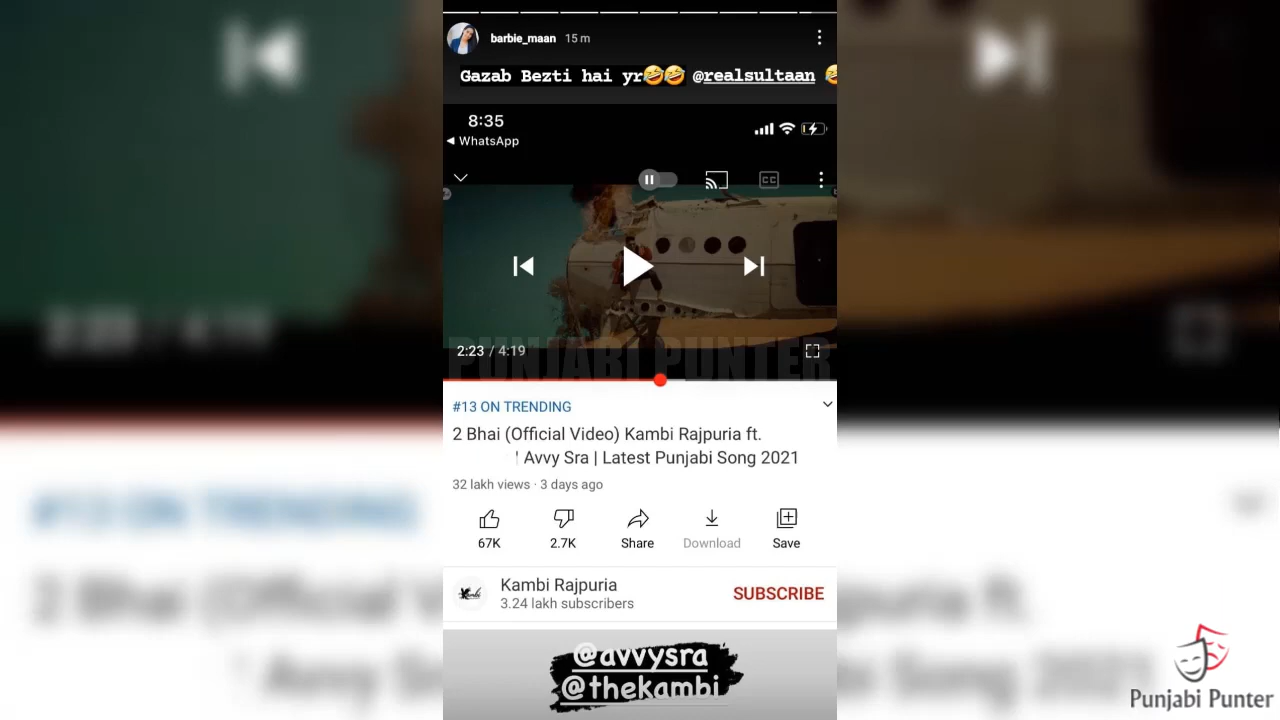 barbie_maan 15 m
Gazab Bezti hai yr🤣🤣 @realsultaan 🤣
8:35
◀ WhatsApp
CC
PUNJABI PUNTER
2:23 / 4:19
#13 ON TRENDING
2 Bhai (Official Video) Kambi Rajpuria ft.
Avvy Sra | Latest Punjabi Song 2021
32 lakh views · 3 days ago
67K
2.7K
Share
Download
Save
Kambi Rajpuria
3.24 lakh subscribers
SUBSCRIBE
@avvysra
@thekambi
Punjabi Punter